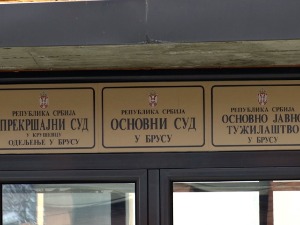 РЕПУБЛИКА СРБИЈА
ПРЕКРШАЈНИ СУД
У КРУШЕВЦУ
ОДЕЉЕЊЕ У БРУСУ
РЕПУБЛИКА СРБИЈА
ОСНОВНИ СУД
У БРУСУ
РЕПУБЛИКА СРБИЈА
ОСНОВНО ЈАВНО
ТУЖИЛАШТВО
У БРУСУ